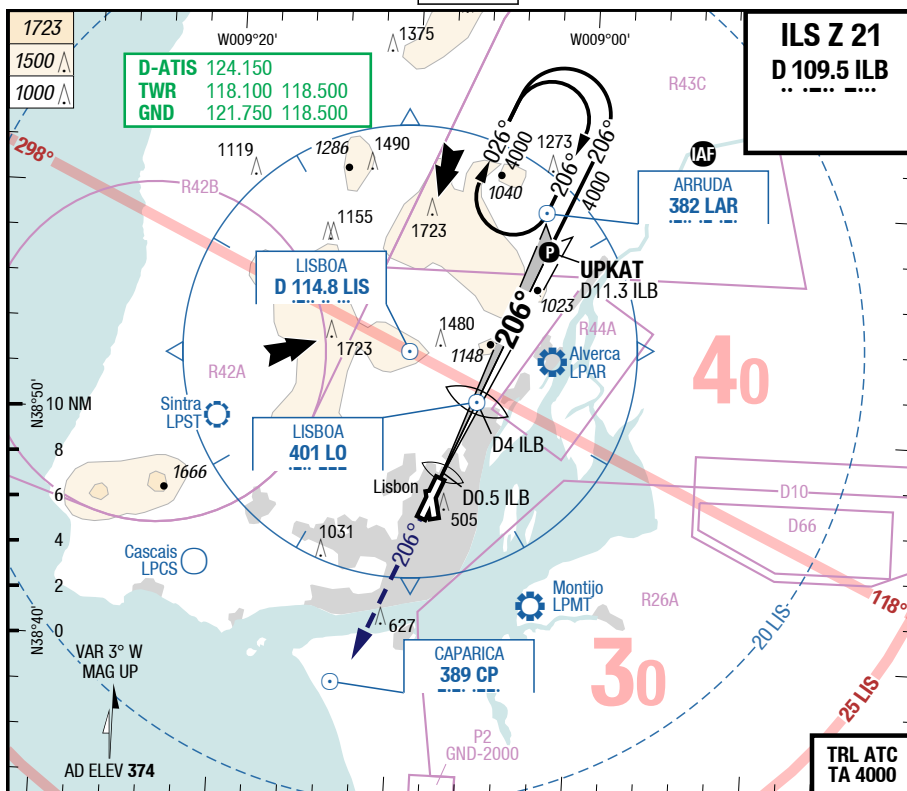 1723
1500
1000
D-ATIS 124.150
TWR 118.100 118.500
GND 121.750 118.500
W009°20'
1375
W009°00'
ILS Z 21
D 109.5 ILB
R43C
298°
1119
1286
1490
R42B
1155
1723
026°
4000
1273
1040
206°
206°
4000
IAF
ARRUDA
382 LAR
P
UPKAT
D11.3 ILB
1023
LISBOA
D 114.8 LIS
206°
R44A
1480
1148
1723
R42A
Alverca
LPAR
40
N38°50'
10 NM
8
6
4
2
0
N38°40'
Sintra
LPST
LISBOA
401 LO
D4 ILB
1666
Lisbon
D0.5 ILB
505
1031
D10
D66
Cascais
LPCS
206°
Montijo
LPMT
R26A
118°
627
20 LIS
25 LIS
30
CAPARICA
389 CP
VAR 3° W
MAG UP
AD ELEV 374
P2
GND-2000
TRL ATC
TA 4000